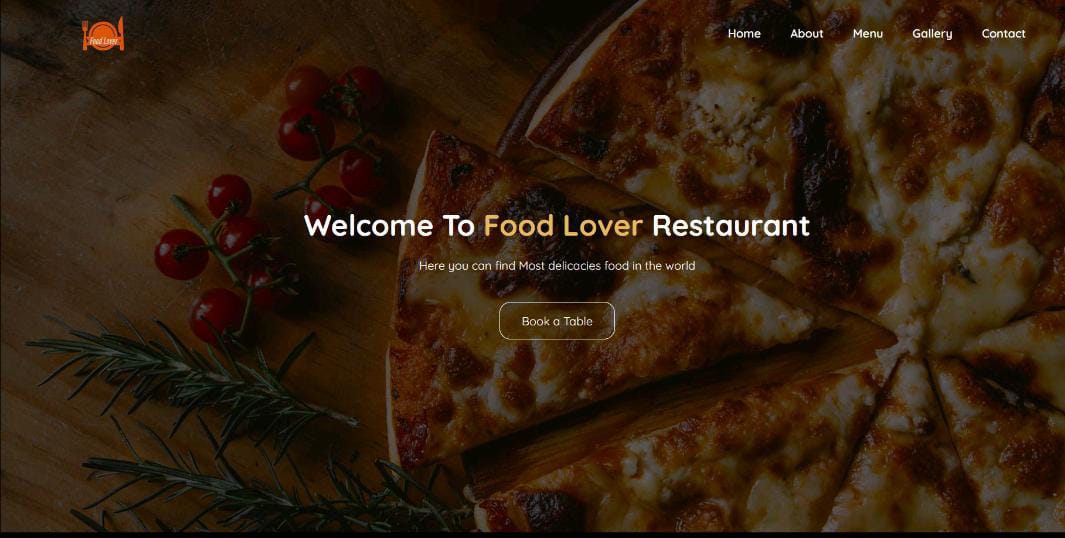 Food Lover
Home About Menu Gallery Contact
Welcome To Food Lover Restaurant
Here you can find Most delicacies food in the world
Book a Table